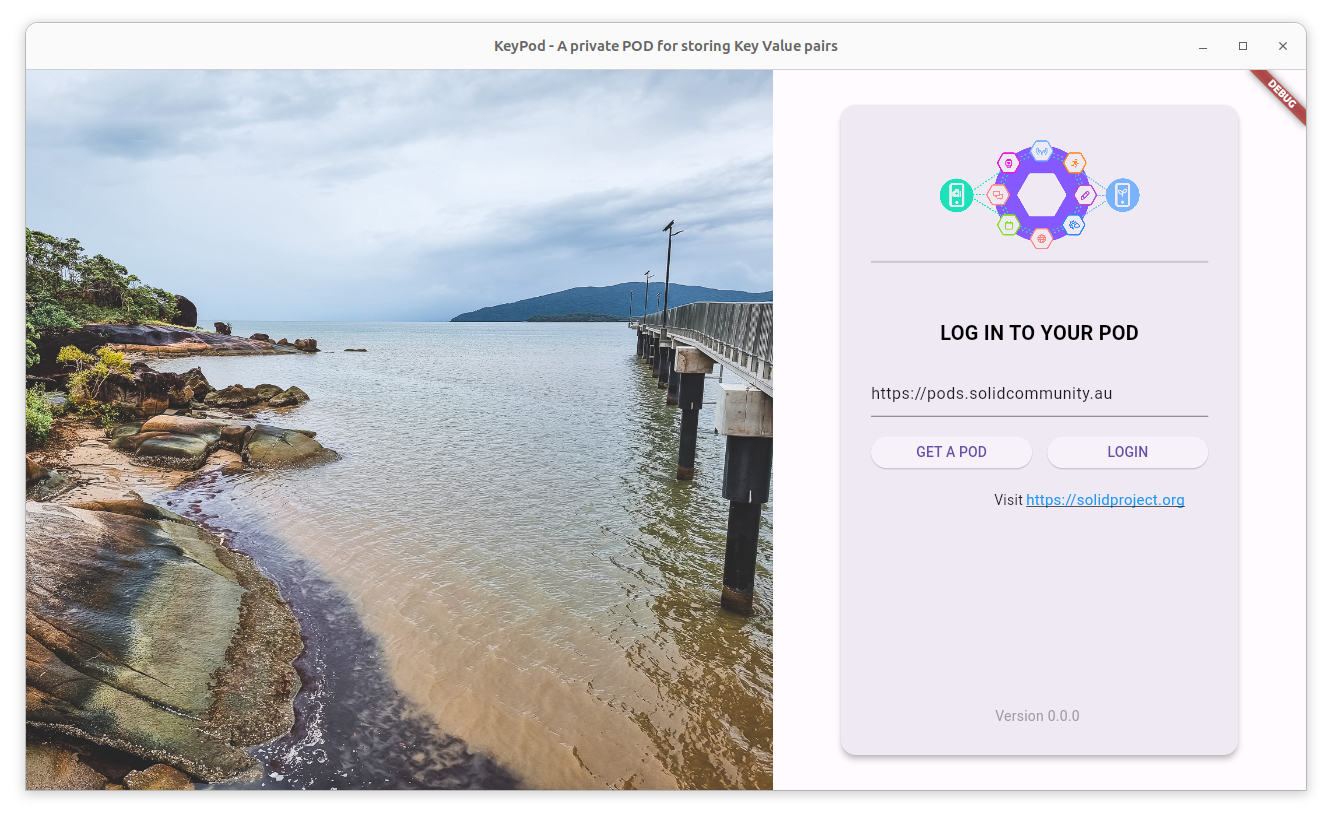 KeyPod - A private POD for storing Key Value pairs
DEBUG
LOG IN TO YOUR POD
https://pods.solidcommunity.au
GET A POD LOGIN
Visit https://solidproject.org
Version 0.0.0